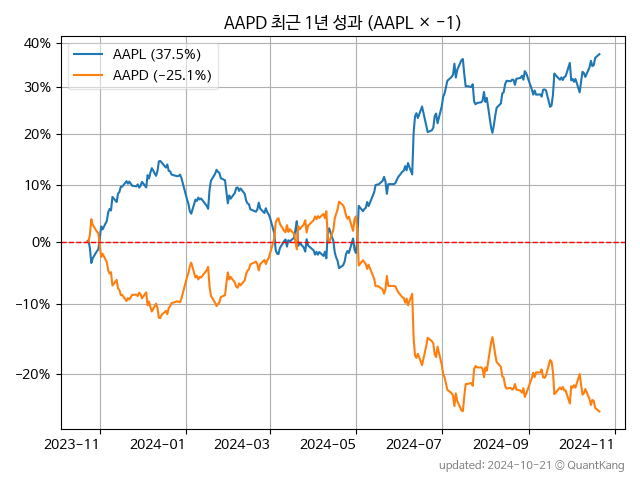 AAPD 최근 1년 성과 (AAPL × −1)
AAPL (37.5%)
AAPD (−25.1%)
40%
30%
20%
10%
0%
−10%
−20%
2023-11 2024-01 2024-03 2024-05 2024-07 2024-09 2024-11
updated: 2024-10-21 © QuantKang